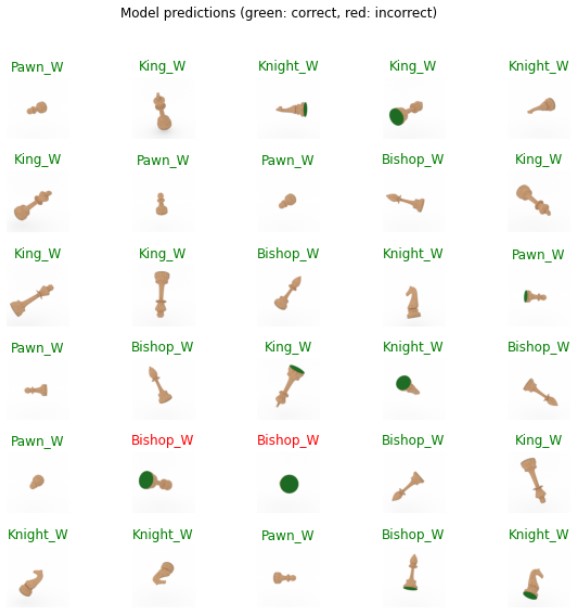 Model predictions (green: correct, red: incorrect)
Pawn_W King_W Knight_W King_W Knight_W
King_W Pawn_W Pawn_W Bishop_W King_W
King_W King_W Bishop_W Knight_W Pawn_W
Pawn_W Bishop_W King_W Knight_W Bishop_W
Pawn_W Bishop_W Bishop_W Bishop_W King_W
Knight_W Knight_W Pawn_W Bishop_W Knight_W